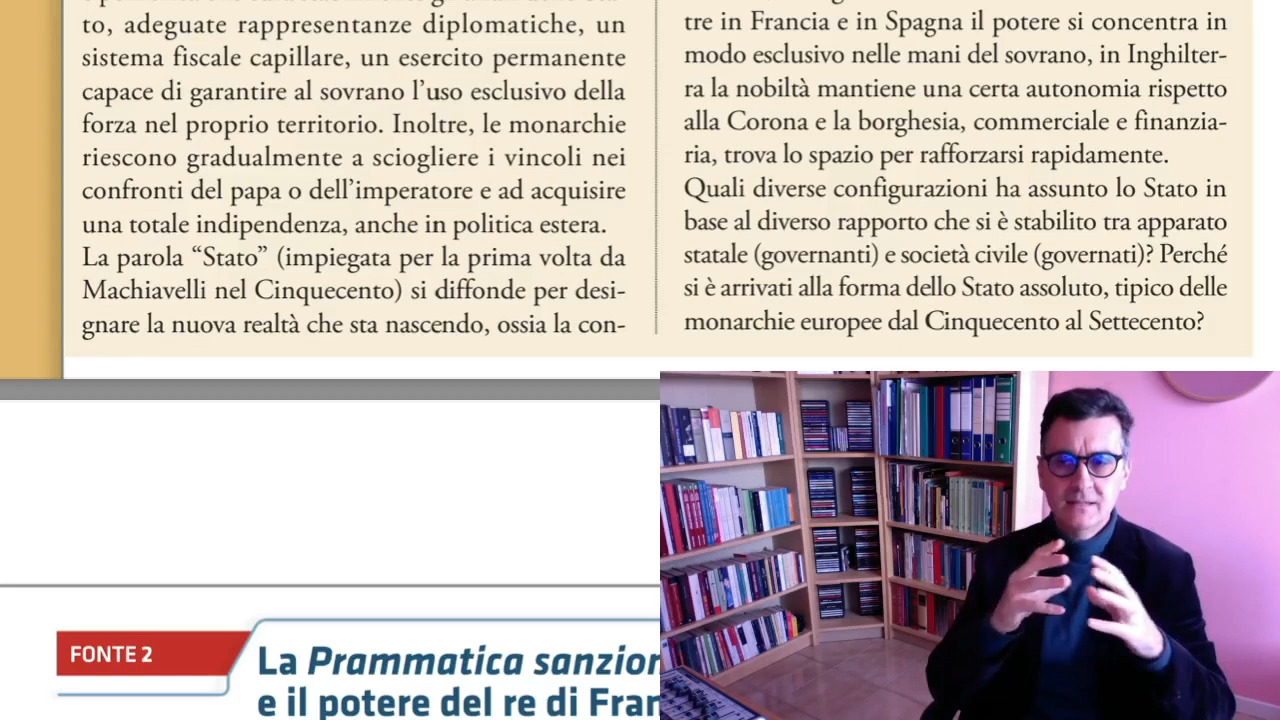 to, adeguate rappresentanze diplomatiche, un
sistema fiscale capillare, un esercito permanente
capace di garantire al sovrano l’uso esclusivo della
forza nel proprio territorio. Inoltre, le monarchie
riescono gradualmente a sciogliere i vincoli nei
confronti del papa o dell’imperatore e ad acquisire
una totale indipendenza, anche in politica estera.
La parola “Stato” (impiegata per la prima volta da
Machiavelli nel Cinquecento) si diffonde per desi-
gnare la nuova realtà che sta nascendo, ossia la con-
tre in Francia e in Spagna il potere si concentra in
modo esclusivo nelle mani del sovrano, in Inghilter-
ra la nobiltà mantiene una certa autonomia rispetto
alla Corona e la borghesia, commerciale e finanzia-
ria, trova lo spazio per rafforzarsi rapidamente.
Quali diverse configurazioni ha assunto lo Stato in
base al diverso rapporto che si è stabilito tra apparato
statale (governanti) e società civile (governati)? Perché
si è arrivati alla forma dello Stato assoluto, tipico delle
monarchie europee dal Cinquecento al Settecento?
FONTE 2
La Prammatica sanzion
e il potere del re di Fran